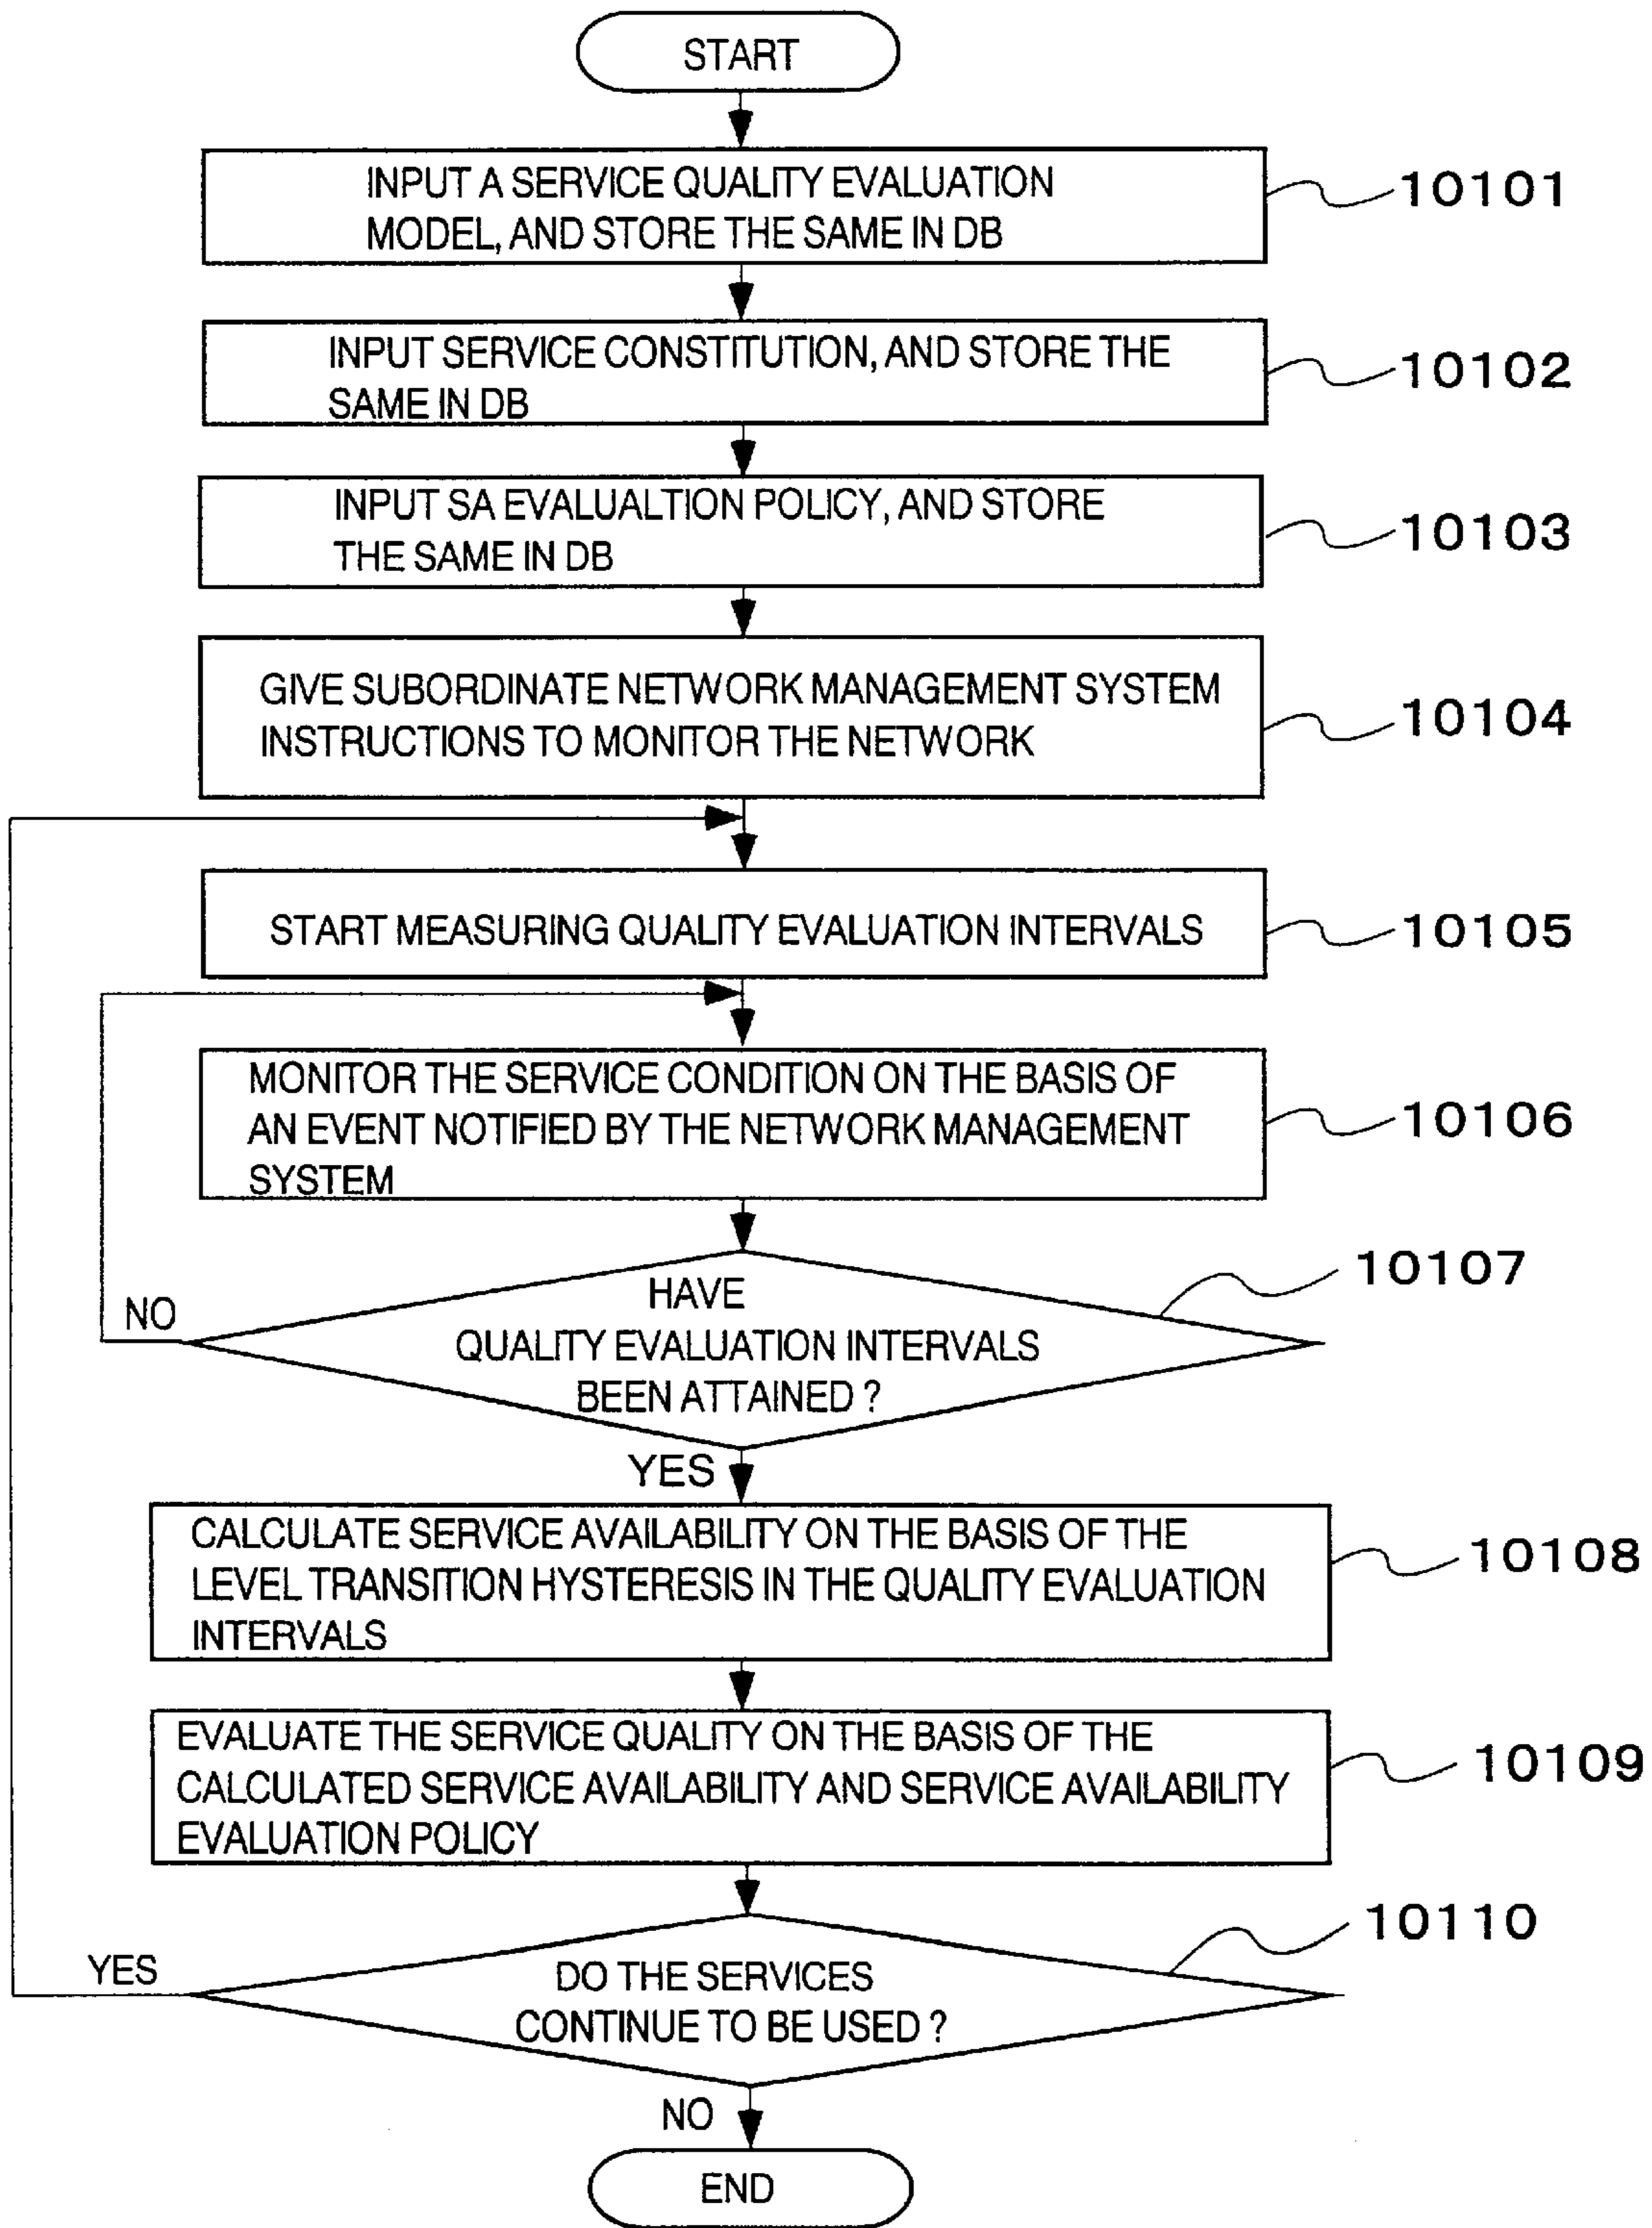 START
INPUT A SERVICE QUALITY EVALUATION
MODEL, AND STORE THE SAME IN DB
10101
INPUT SERVICE CONSTITUTION, AND STORE THE
SAME IN DB
10102
INPUT SA EVALUALTION POLICY, AND STORE
THE SAME IN DB
10103
GIVE SUBORDINATE NETWORK MANAGEMENT SYSTEM
INSTRUCTIONS TO MONITOR THE NETWORK
10104
START MEASURING QUALITY EVALUATION INTERVALS
10105
MONITOR THE SERVICE CONDITION ON THE BASIS OF
AN EVENT NOTIFIED BY THE NETWORK MANAGEMENT
SYSTEM
10106
HAVE
QUALITY EVALUATION INTERVALS
BEEN ATTAINED ?
10107
NO
YES
CALCULATE SERVICE AVAILABILITY ON THE BASIS OF THE
LEVEL TRANSITION HYSTERESIS IN THE QUALITY EVALUATION
INTERVALS
10108
EVALUATE THE SERVICE QUALITY ON THE BASIS OF THE
CALCULATED SERVICE AVAILABILITY AND SERVICE AVAILABILITY
EVALUATION POLICY
10109
DO THE SERVICES
CONTINUE TO BE USED ?
10110
YES
NO
END